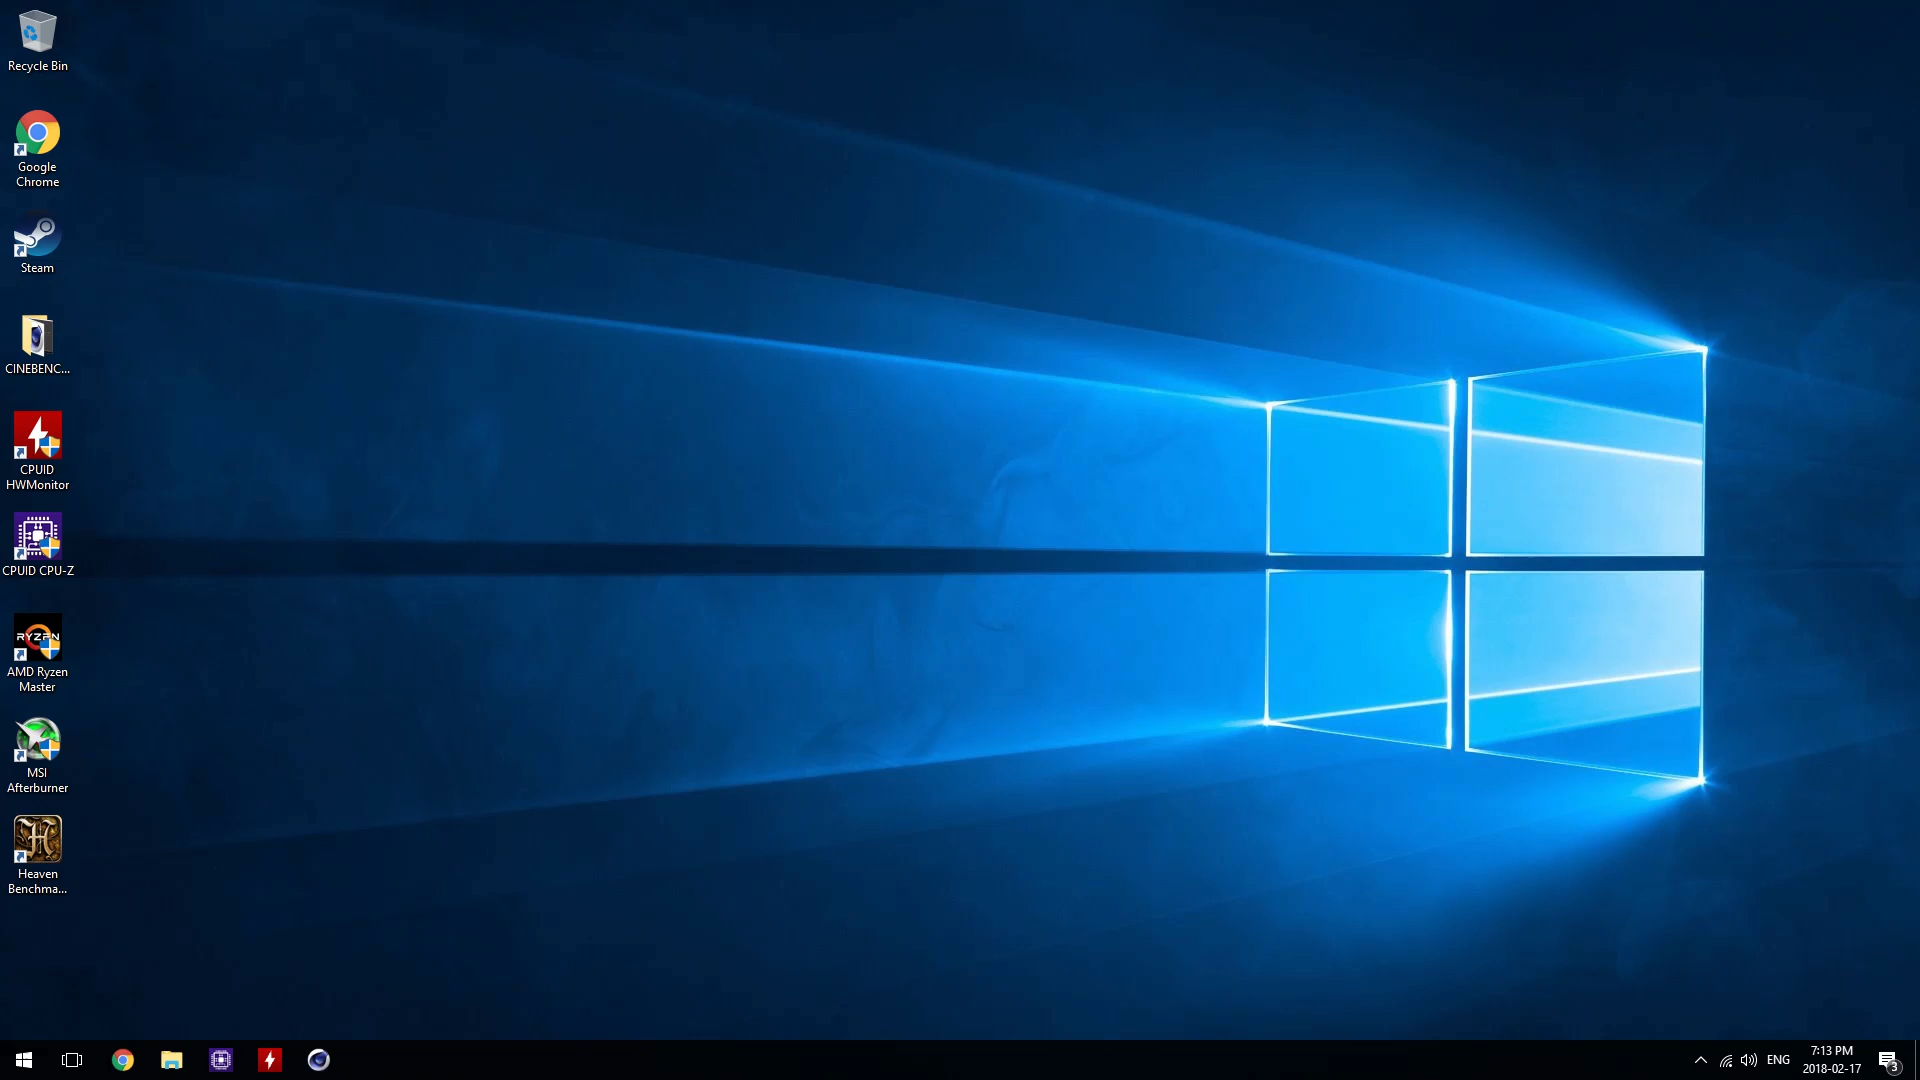 Recycle Bin
Google
Chrome
Steam
CINEBENC...
CPUID
HWMonitor
CPUID CPU-Z
RYZEN
AMD Ryzen
Master
MSI
Afterburner
H
Heaven
Benchma...
ENG
7:13 PM
2018-02-17
3